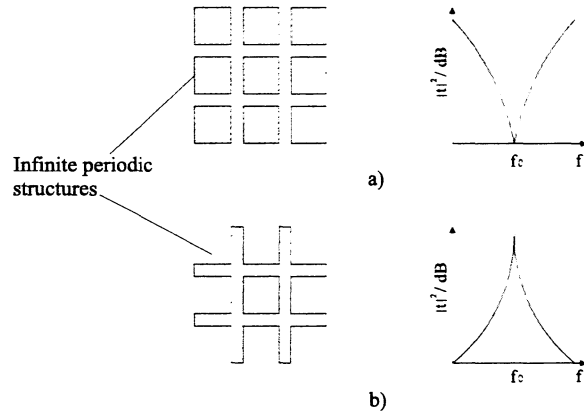 |t|²/ dB
fc
f
a)
Infinite periodic
structures
|t|²/ dB
fc
f
b)